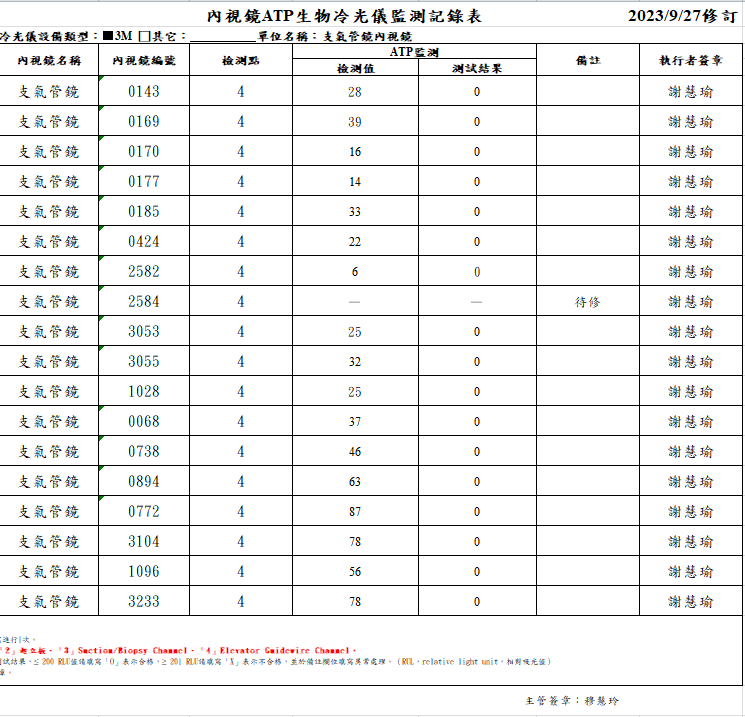 內視鏡ATP生物冷光儀監測記錄表 2023/9/27修訂
冷光儀設備類型：■3M □其它：__________ 單位名稱：支氣管鏡內視鏡
內視鏡名稱 內視鏡編號 檢測點 ATP監測 備註 執行者簽章
檢測值 測試結果
支氣管鏡 0143 4 28 0 謝慧瑜
支氣管鏡 0169 4 39 0 謝慧瑜
支氣管鏡 0170 4 16 0 謝慧瑜
支氣管鏡 0177 4 14 0 謝慧瑜
支氣管鏡 0185 4 33 0 謝慧瑜
支氣管鏡 0424 4 22 0 謝慧瑜
支氣管鏡 2582 4 6 0 謝慧瑜
支氣管鏡 2584 4 — — 待修 謝慧瑜
支氣管鏡 3053 4 25 0 謝慧瑜
支氣管鏡 3055 4 32 0 謝慧瑜
支氣管鏡 1028 4 25 0 謝慧瑜
支氣管鏡 0068 4 37 0 謝慧瑜
支氣管鏡 0738 4 46 0 謝慧瑜
支氣管鏡 0894 4 63 0 謝慧瑜
支氣管鏡 0772 4 87 0 謝慧瑜
支氣管鏡 3104 4 78 0 謝慧瑜
支氣管鏡 1096 4 56 0 謝慧瑜
支氣管鏡 3233 4 78 0 謝慧瑜
進行1次。
「2」起立板、「3」Suction/Biopsy Channel、「4」Elevator Guidewire Channel。
試結果，≤ 200 RLU值請填寫「O」表示合格，≥ 201 RLU請填寫「X」表示不合格，並於備註欄位填寫異常處理。（RUL，relative light unit，相對吸光值）
章。
主管簽章：穆慧玲